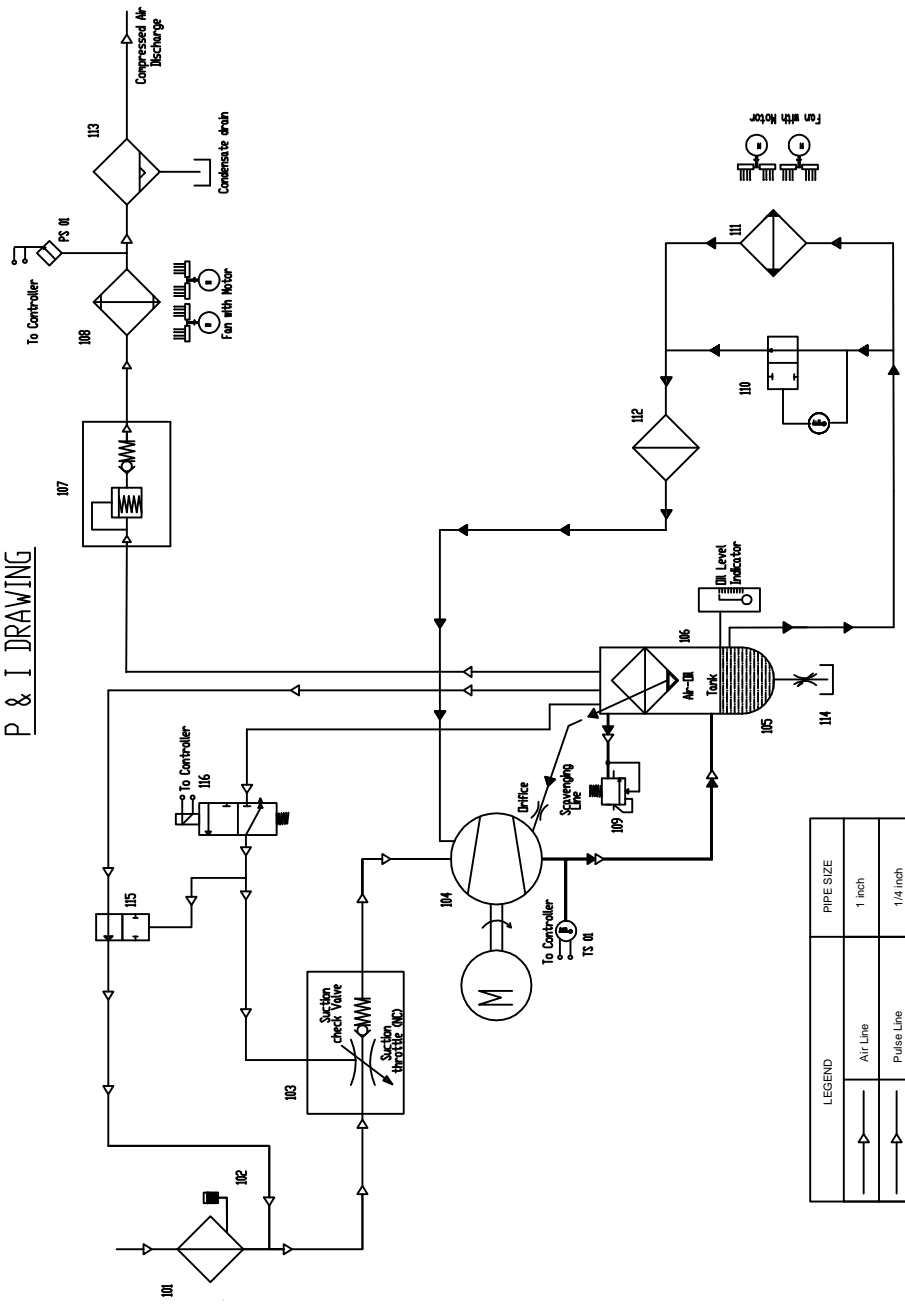 P & I DRAWING
Compressed Air
Discharge
113
Condensate drain
PS 01
To Controller
108
Fan with Motor
107
111
Fan with Motor
110
112
Oil Level
Indicator
106
Air-Oil
Tank
105
114
To Controller
116
115
Orifice
Scavenging
Line
109
104
M
To Controller
TS 01
Suction
check Valve
Suction
throttle (NC)
103
102
101
LEGEND
PIPE SIZE
Air Line
1 inch
Pulse Line
1/4 inch